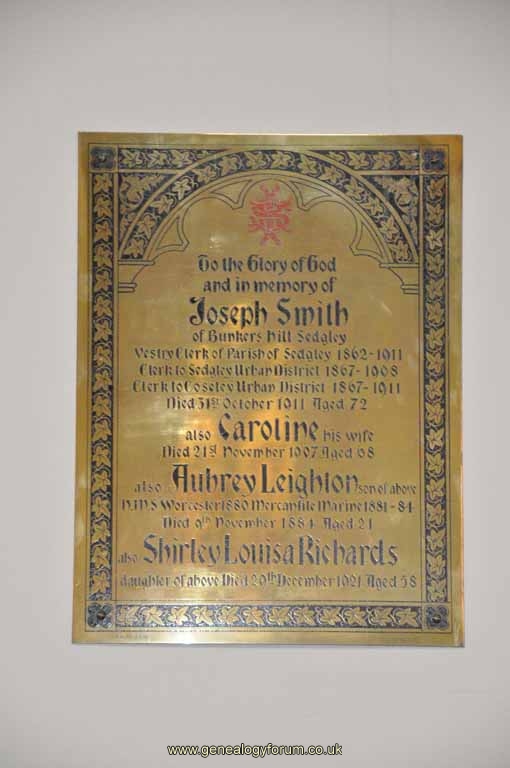 To the Glory of God
and in memory of
Joseph Smith
of Bunkers Hill Sedgley
Vestry Clerk of Parish of Sedgley 1862-1911
Clerk to Sedgley Urban District 1867-1908
Clerk to Coseley Urban District 1867-1911
Died 31st October 1911 Aged 72
also Caroline his wife
Died 21st November 1907 Aged 68
also Aubrey Leighton son of above
H.M.S Worcester 1880 Mercantile Marine 1881-84
Died 9th November 1884 Aged 21
also Shirley Louisa Richards
daughter of above Died 29th December 1921 Aged 58
www.genealogyforum.co.uk